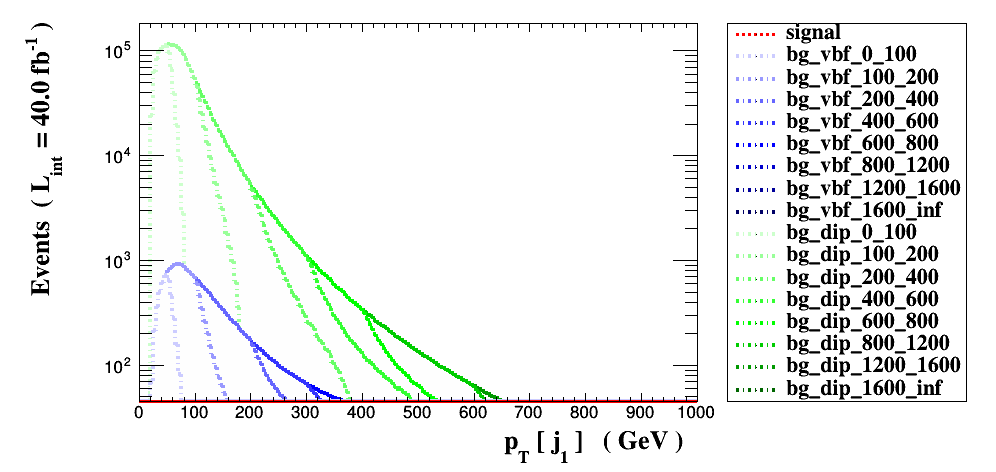 Events ( L_int = 40.0 fb^-1 )
10^5
10^4
10^3
10^2
0 100 200 300 400 500 600 700 800 900 1000
p_T [ j_1 ] ( GeV )
signal
bg_vbf_0_100
bg_vbf_100_200
bg_vbf_200_400
bg_vbf_400_600
bg_vbf_600_800
bg_vbf_800_1200
bg_vbf_1200_1600
bg_vbf_1600_inf
bg_dip_0_100
bg_dip_100_200
bg_dip_200_400
bg_dip_400_600
bg_dip_600_800
bg_dip_800_1200
bg_dip_1200_1600
bg_dip_1600_inf